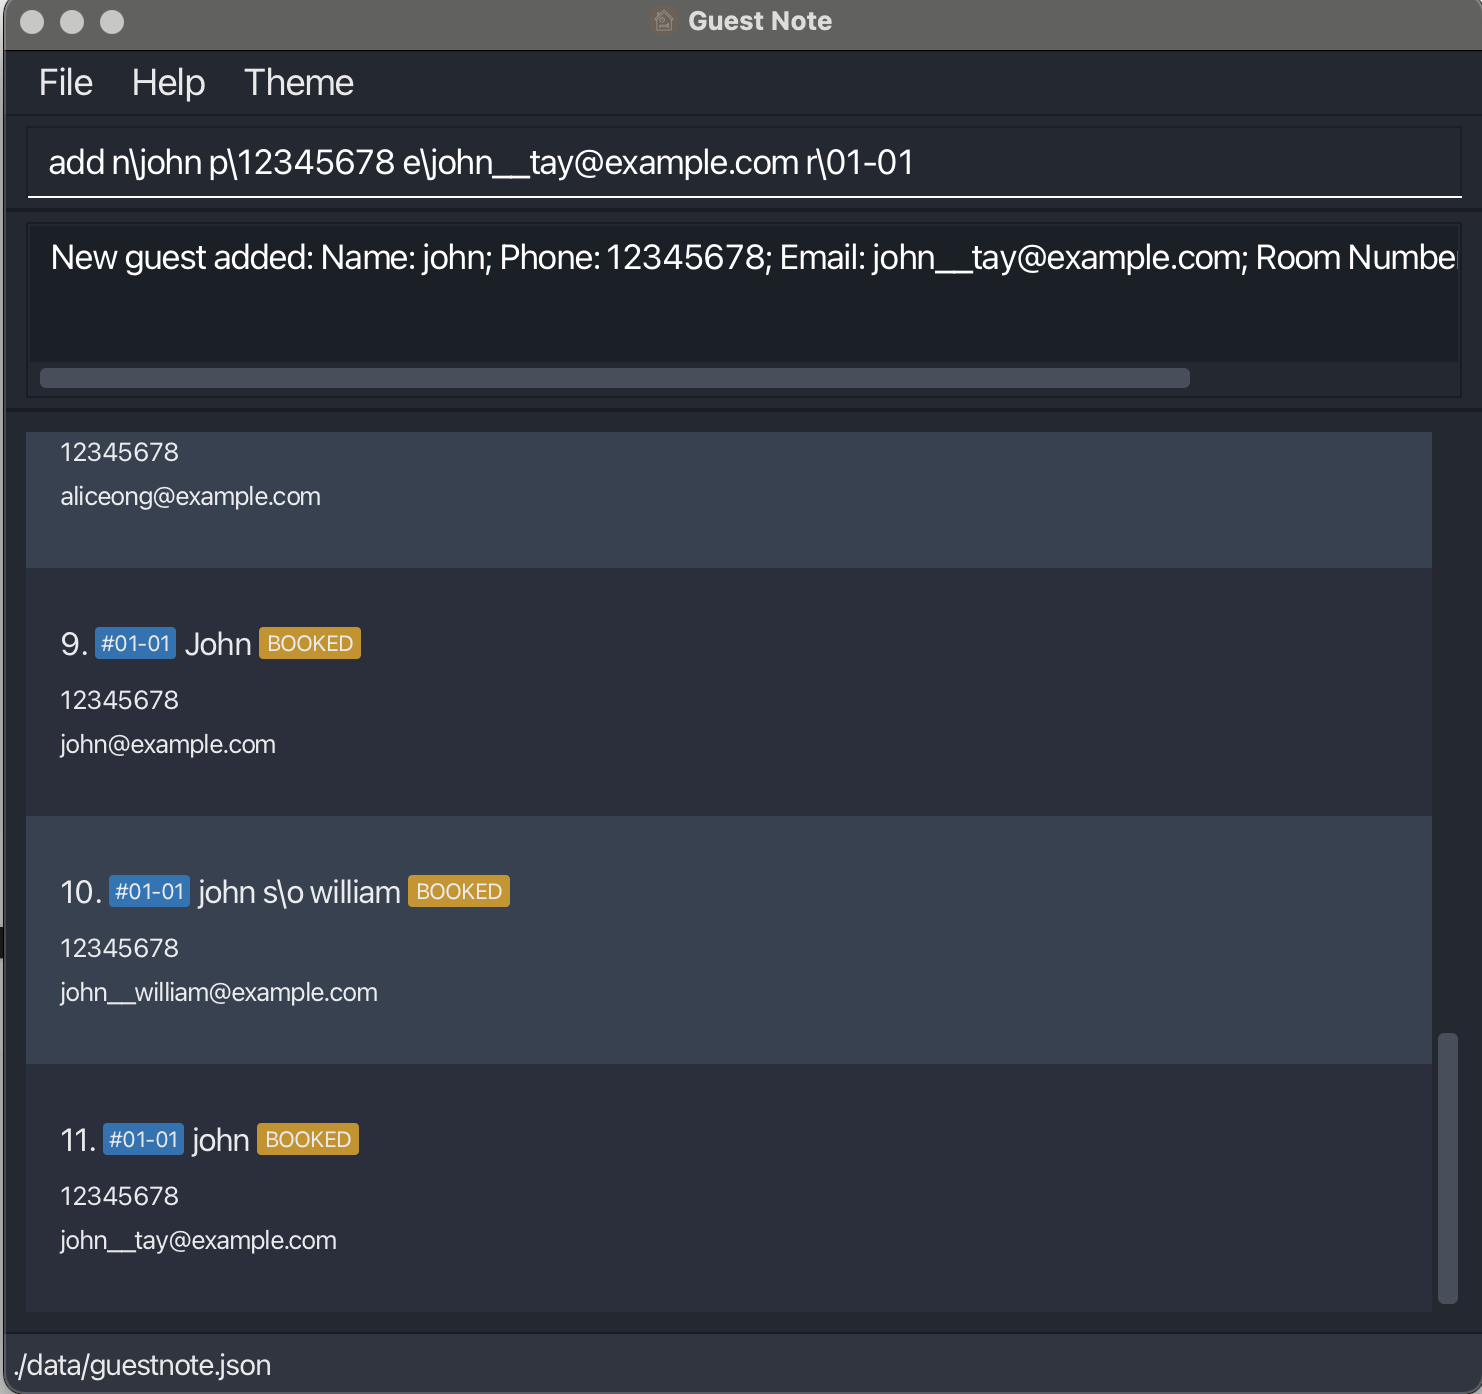 Guest Note
File Help Theme
add n\john p\12345678 e\john__tay@example.com r\01-01
New guest added: Name: john; Phone: 12345678; Email: john__tay@example.com; Room Number
12345678
aliceong@example.com
9. #01-01 John BOOKED
12345678
john@example.com
10. #01-01 john s\o william BOOKED
12345678
john__william@example.com
11. #01-01 john BOOKED
12345678
john__tay@example.com
./data/guestnote.json